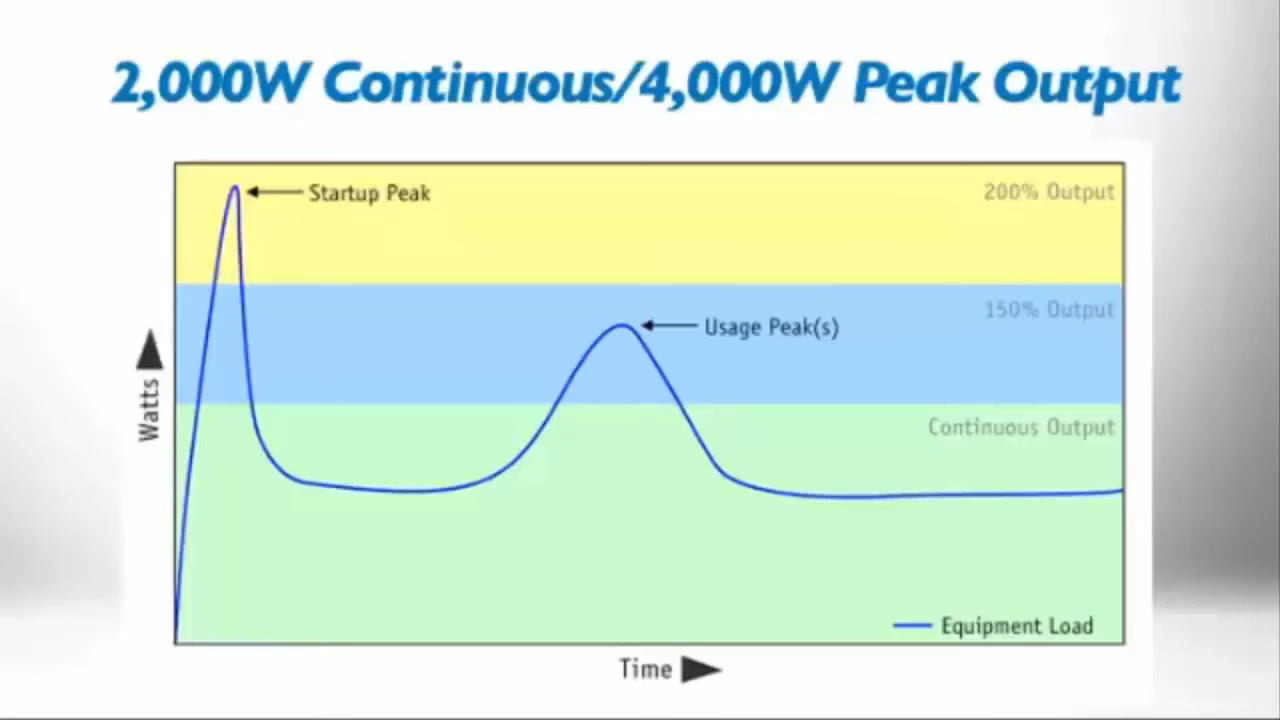 2,000W Continuous/4,000W Peak Output
Startup Peak
200% Output
150% Output
Usage Peak(s)
Continuous Output
Watts
Equipment Load
Time